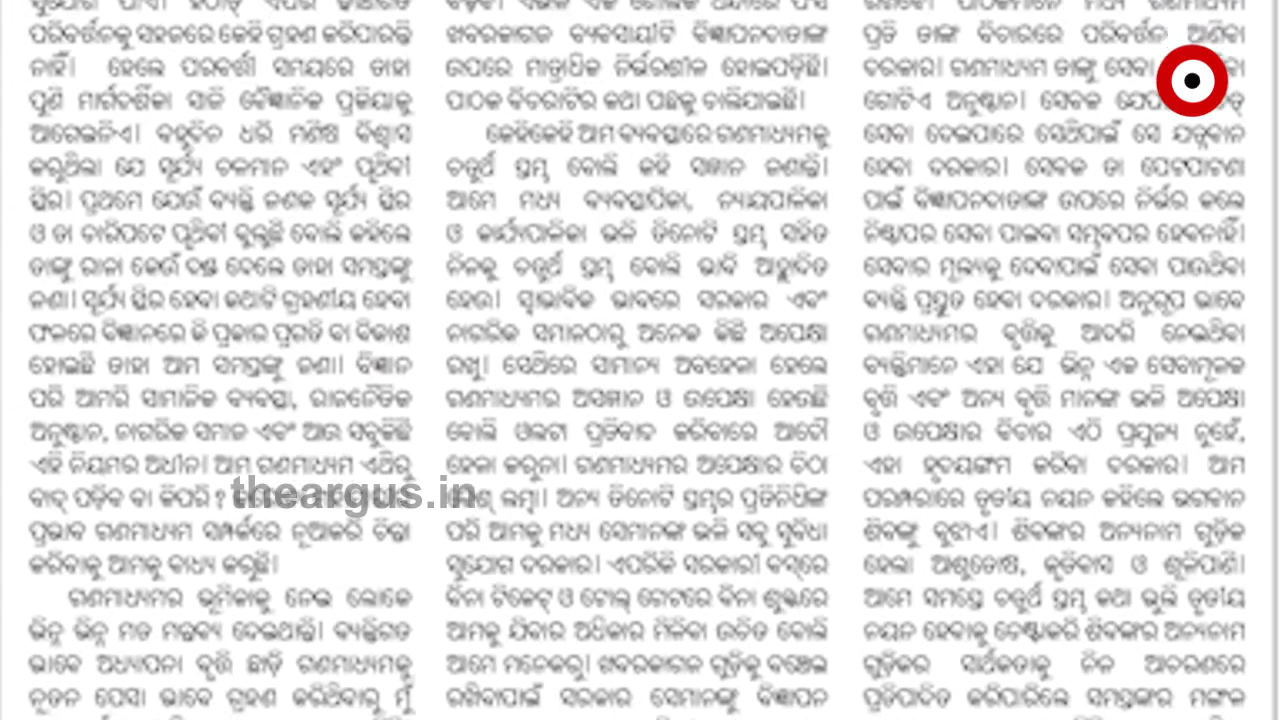 ପରିବର୍ତ୍ତନକୁ ସହଜରେ କେହି ଗ୍ରହଣ କରିପାରନ୍ତି
ନାହିଁ। ହେଲେ ପରବର୍ତ୍ତୀ ସମୟରେ ତାହା
ପୁଣି ମାର୍ଗଦର୍ଶିକା ସାଜି ବୈଜ୍ଞାନିକ ପ୍ରକ୍ରିୟାକୁ
ଆଗେଇନିଏ। ବହୁଦିନ ଧରି ମଣିଷ ବିଶ୍ୱାସ
କରୁଥିଲା ଯେ ସୂର୍ଯ୍ୟ ଚଳମାନ ଏବଂ ପୃଥିବୀ
ସ୍ଥିର। ପ୍ରଥମେ ଯେଉଁ ବ୍ୟକ୍ତି ଜଣକ ସୂର୍ଯ୍ୟ ସ୍ଥିର
ଓ ତା ଚାରିପଟେ ପୃଥିବୀ ବୁଲୁଛି ବୋଲି କହିଲେ
ତାଙ୍କୁ ରାଜା କେଉଁ ଦଣ୍ଡ ଦେଲେ ତାହା ସମସ୍ତଙ୍କୁ
ଜଣା। ସୂର୍ଯ୍ୟ ସ୍ଥିର ହେବା କଥାଟି ଗ୍ରହଣୀୟ ହେବା
ଫଳରେ ବିଜ୍ଞାନରେ କି ପ୍ରକାର ପ୍ରଗତି ବା ବିକାଶ
ହୋଇଛି ତାହା ଆମ ସମସ୍ତଙ୍କୁ ଜଣା। ବିଜ୍ଞାନ
ପରି ଆମରି ସାମାଜିକ ବ୍ୟବସ୍ଥା, ରାଜନୈତିକ
ଅନୁଷ୍ଠାନ, ନାଗରିକ ସମାଜ ଏବଂ ଆଉ ସବୁକିଛି
ଏହି ନିୟମର ଅଧୀନ। ଆମ ଗଣମାଧ୍ୟମ ଏଥିରୁ
ବାଦ୍ ପଡ଼ିବ ବା କିପରି?
theargus.in
ପ୍ରଭାବ ଗଣମାଧ୍ୟମ ସମ୍ପର୍କରେ ନୂଆକରି ଚିନ୍ତା
କରିବାକୁ ଆମକୁ ବାଧ୍ୟ କରୁଛି।
ଗଣମାଧ୍ୟମର ଭୂମିକାକୁ ନେଇ ଲୋକେ
ଭିନ୍ନ ଭିନ୍ନ ମତ ମନ୍ତବ୍ୟ ଦେଇଥାନ୍ତି। ବ୍ୟକ୍ତିଗତ
ଭାବେ ଅଧ୍ୟାପନା ବୃତ୍ତି ଛାଡ଼ି ଗଣମାଧ୍ୟମକୁ
ନୂତନ ପେସା ଭାବେ ଗ୍ରହଣ କରିଥିବାରୁ ମୁଁ
ଖବରକାଗଜ ବ୍ୟବସାୟୀଟି ବିଜ୍ଞାପନଦାତାଙ୍କ
ଉପରେ ମାତ୍ରାଧିକ ନିର୍ଭରଶୀଳ ହୋଇପଡ଼ିଛି।
ପାଠକ ବିଚରାଟିର କଥା ପଛକୁ ଚାଲିଯାଇଛି।
କେହିକେହି ଆମ ବ୍ୟବସ୍ଥାରେ ଗଣମାଧ୍ୟମକୁ
ଚତୁର୍ଥ ସ୍ତମ୍ଭ ବୋଲି କହି ସମ୍ମାନ ଜଣାନ୍ତି।
ଆମେ ମଧ୍ୟ ବ୍ୟବସ୍ଥାପିକା, ନ୍ୟାୟପାଳିକା
ଓ କାର୍ଯ୍ୟପାଳିକା ଭଳି ତିନୋଟି ସ୍ତମ୍ଭ ସହିତ
ନିଜକୁ ଚତୁର୍ଥ ସ୍ତମ୍ଭ ବୋଲି ଭାବି ଆହ୍ଲାଦିତ
ହେଉ। ସ୍ୱାଭାବିକ ଭାବରେ ସରକାର ଏବଂ
ନାଗରିକ ସମାଜଠାରୁ ଅନେକ କିଛି ଅପେକ୍ଷା
ରଖୁ। ସେଥିରେ ସାମାନ୍ୟ ଅବହେଳା ହେଲେ
ଗଣମାଧ୍ୟମର ଅସମ୍ମାନ ଓ ଉପେକ୍ଷା ହେଉଛି
ବୋଲି ଓଲଟା ପ୍ରତିବାଦ କରିବାରେ ଆଦୌ
ହେଳା କରୁନା। ଗଣମାଧ୍ୟମର ଅପେକ୍ଷାର ଚିଠା
ଲମ୍ବା। ଅନ୍ୟ ତିନୋଟି ସ୍ତମ୍ଭର ପ୍ରତିନିଧିଙ୍କ
ପରି ଆମକୁ ମଧ୍ୟ ସେମାନଙ୍କ ଭଳି ସବୁ ସୁବିଧା
ସୁଯୋଗ ଦରକାର। ଏପରିକି ସରକାରୀ ବସ୍‌ରେ
ବିନା ଟିକେଟ୍ ଓ ଟୋଲ୍ ଗେଟରେ ବିନା ଶୁଳ୍କରେ
ଆମକୁ ଯିବାର ଅଧିକାର ମିଳିବା ଉଚିତ ବୋଲି
ଆମେ ମନେକରୁ। ଖବରକାଗଜ ଗୁଡ଼ିକୁ ବଞ୍ଚେଇ
ରଖିବାପାଇଁ ସରକାର ସେମାନଙ୍କୁ ବିଜ୍ଞାପନ
ପ୍ରତି ତାଙ୍କ ବିଚାରରେ ପରିବର୍ତ୍ତନ ଆଣିବା
ଦରକାର। ଗଣମାଧ୍ୟମ ତାଙ୍କୁ ସେବା
ଗୋଟିଏ ଅନୁଷ୍ଠାନ। ସେବକ
ସେବା ଦେଇପାରେ ସେଥିପାଇଁ ସେ ଯତ୍ନବାନ
ହେବା ଦରକାର। ସେବକ ତା ପେଟପାଟଣା
ପାଇଁ ବିଜ୍ଞାପନଦାତାଙ୍କ ଉପରେ ନିର୍ଭର କଲେ
ନିଷ୍ଠାପର ସେବା ପାଇବା ସମ୍ଭବପର ହେବନାହିଁ।
ସେବାର ମୂଲ୍ୟକୁ ଦେବାପାଇଁ ସେବା ପାଉଥିବା
ବ୍ୟକ୍ତି ପ୍ରସ୍ତୁତ ହେବା ଦରକାର। ଅନୁରୂପ ଭାବେ
ଗଣମାଧ୍ୟମର ବୃତ୍ତିକୁ ଆଦରି ନେଇଥିବା
ବ୍ୟକ୍ତିମାନେ ଏହା ଯେ ଭିନ୍ନ ଏକ ସେବାମୂଳକ
ବୃତ୍ତି ଏବଂ ଅନ୍ୟ ବୃତ୍ତି ମାନଙ୍କ ଭଳି ଅପେକ୍ଷା
ଓ ଉପେକ୍ଷାର ବିଚାର ଏଠି ପ୍ରଯୁଜ୍ୟ ନୁହେଁ,
ଏହା ହୃଦୟଙ୍ଗମ କରିବା ଦରକାର। ଆମ
ପରମ୍ପରାରେ ତୃତୀୟ ନୟନ କହିଲେ ଭଗବାନ
ଶିବଙ୍କୁ ବୁଝାଏ। ଶିବଙ୍କର ଅନ୍ୟନାମ ଗୁଡ଼ିକ
ହେଲା ଆଶୁତୋଷ, କୃତ୍ତିବାସ ଓ ଶୂଳପାଣି।
ଆମେ ସମସ୍ତେ ଚତୁର୍ଥ ସ୍ତମ୍ଭ କଥା ଭୁଲି ତୃତୀୟ
ନୟନ ହେବାକୁ ଚେଷ୍ଟାକରି ଶିବଙ୍କର ଅନ୍ୟନାମ
ଗୁଡ଼ିକର ସାର୍ଥକତାକୁ ନିଜ ଆଚରଣରେ
ପ୍ରତିପାଦିତ କରିପାରିଲେ ସମସ୍ତଙ୍କର ମଙ୍ଗଳ